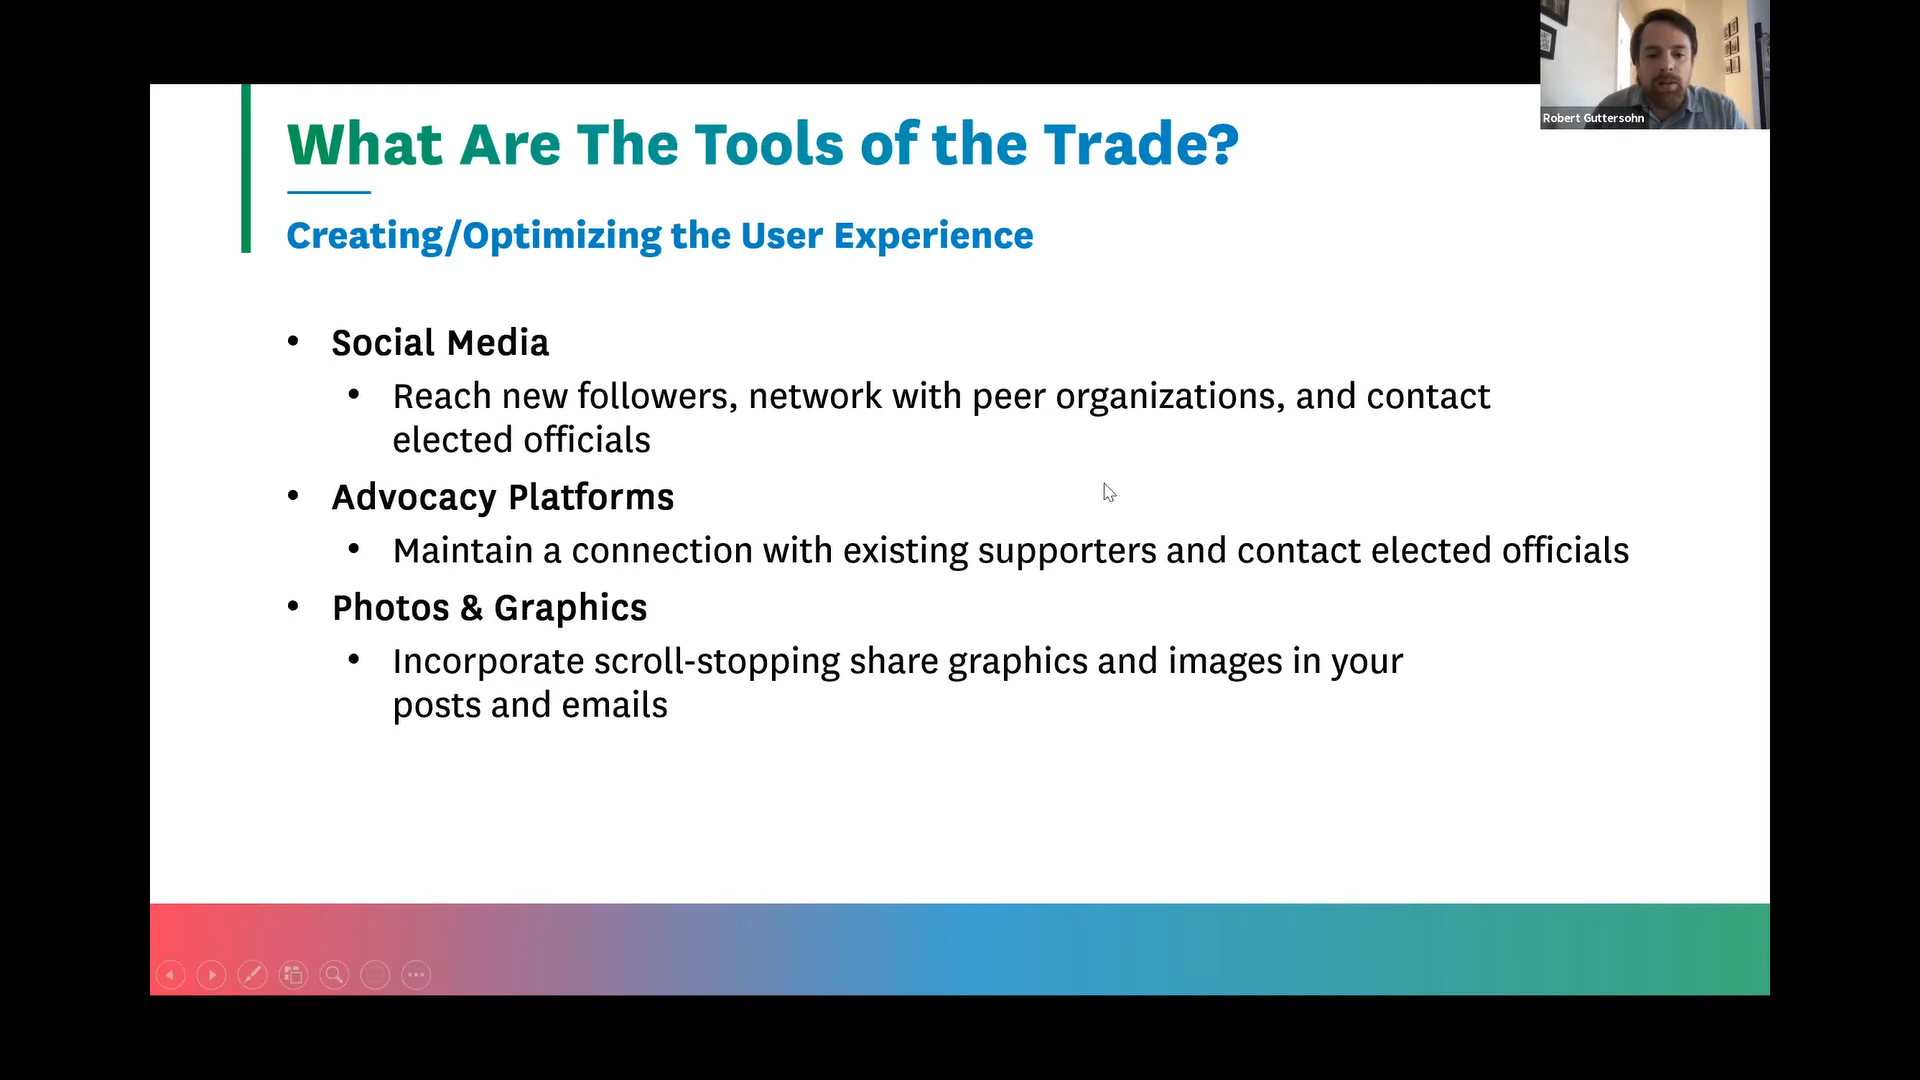 What Are The Tools of the Trade?
Robert Guttersohn
Creating/Optimizing the User Experience
• Social Media
• Reach new followers, network with peer organizations, and contact
elected officials
• Advocacy Platforms
• Maintain a connection with existing supporters and contact elected officials
• Photos & Graphics
• Incorporate scroll-stopping share graphics and images in your
posts and emails